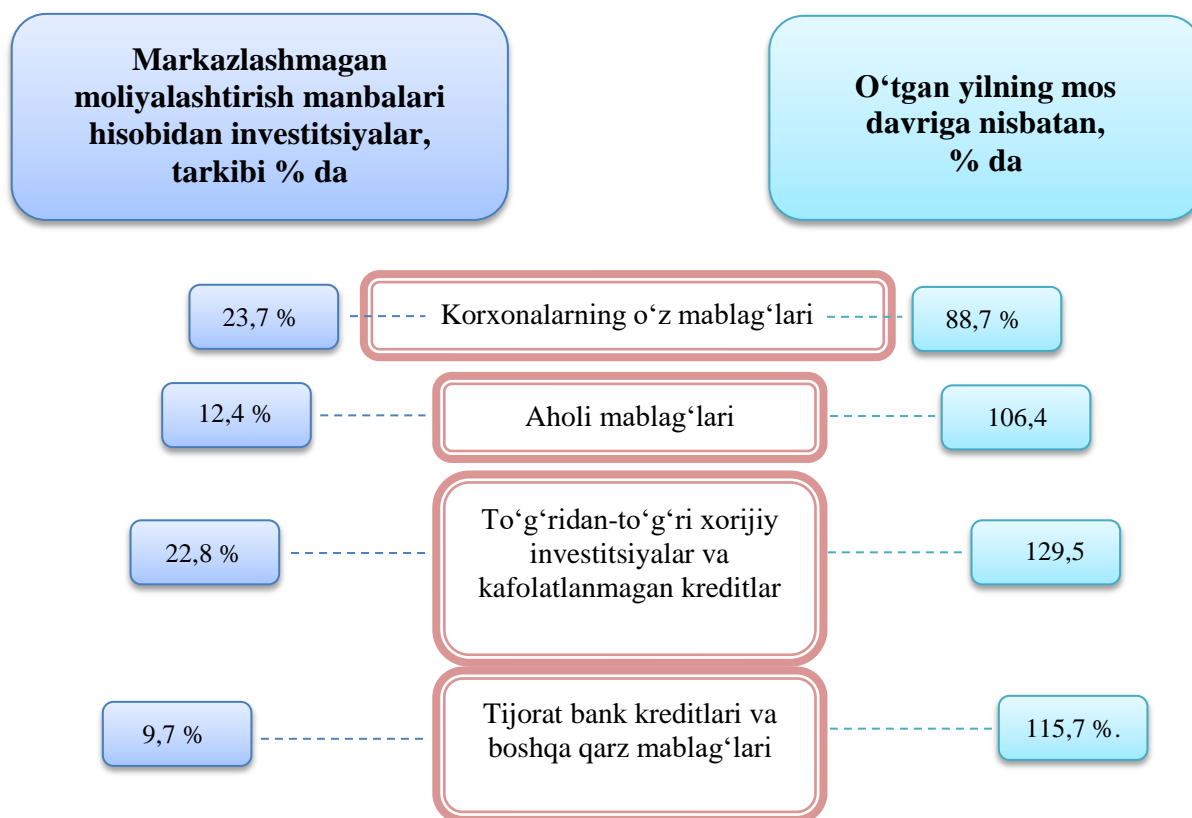 Markazlashmagan
moliyalashtirish manbalari
hisobidan investitsiyalar,
tarkibi % da
O‘tgan yilning mos
davriga nisbatan,
% da
23,7 %
Korxonalarning o‘z mablag‘lari
88,7 %
12,4 %
Aholi mablag‘lari
106,4
22,8 %
To‘g‘ridan-to‘g‘ri xorijiy
investitsiyalar va
kafolatlanmagan kreditlar
129,5
9,7 %
Tijorat bank kreditlari va
boshqa qarz mablag‘lari
115,7 %.